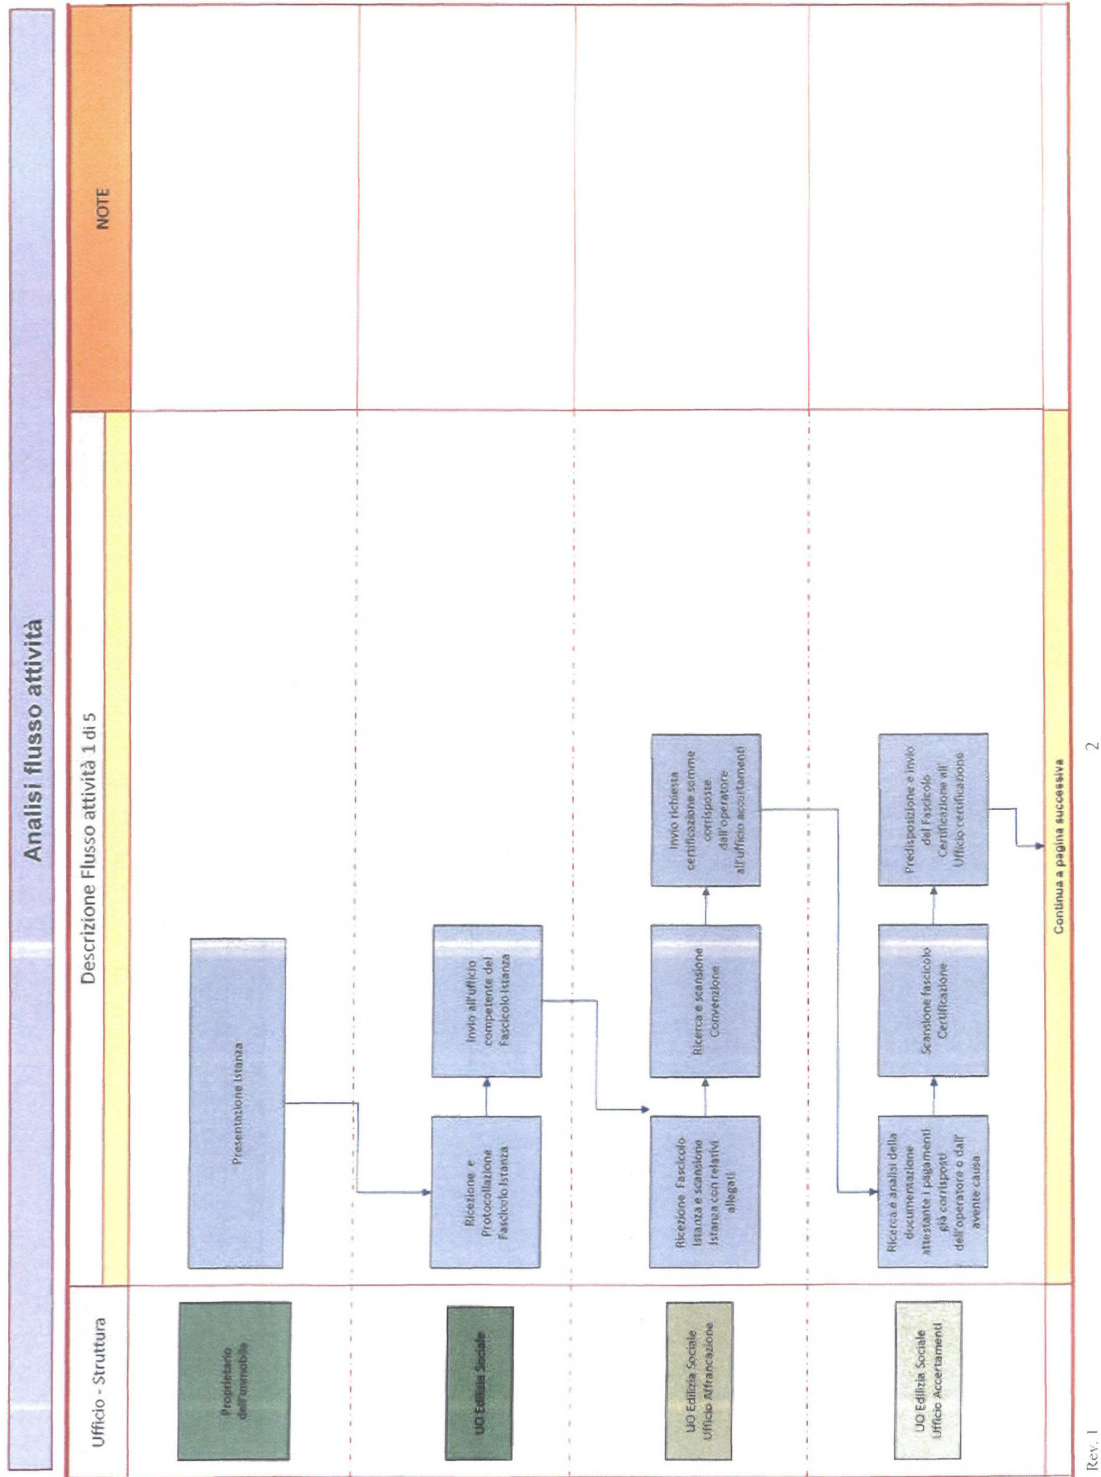 Analisi flusso attività
Ufficio - Struttura
Descrizione Flusso attività 1 di 5
NOTE
Proprietario
dell'immobile
Presentazione Istanza
UO Edilizia Sociale
Ricezione e
Protocollazione
Fascicolo Istanza
Invio all'ufficio
competente del
Fascicolo Istanza
UO Edilizia Sociale
Ufficio Affrancazione
Ricezione Fascicolo
Istanza e scansione
Istanza con relativi
allegati
Ricerca e scansione
Convenzione
Invio richiesta
certificazione somme
corrisposte
dall'operatore
all'ufficio accertamenti
UO Edilizia Sociale
Ufficio Accertamenti
Ricerca e analisi della
documentazione
attestante i pagamenti
già corrisposti
dell'operatore o dall'
avente causa
Scansione fascicolo
Certificazione
Predisposizione e invio
del Fascicolo
Certificazione all'
Ufficio certificazione
Continua a pagina successiva
Rev. 1
2